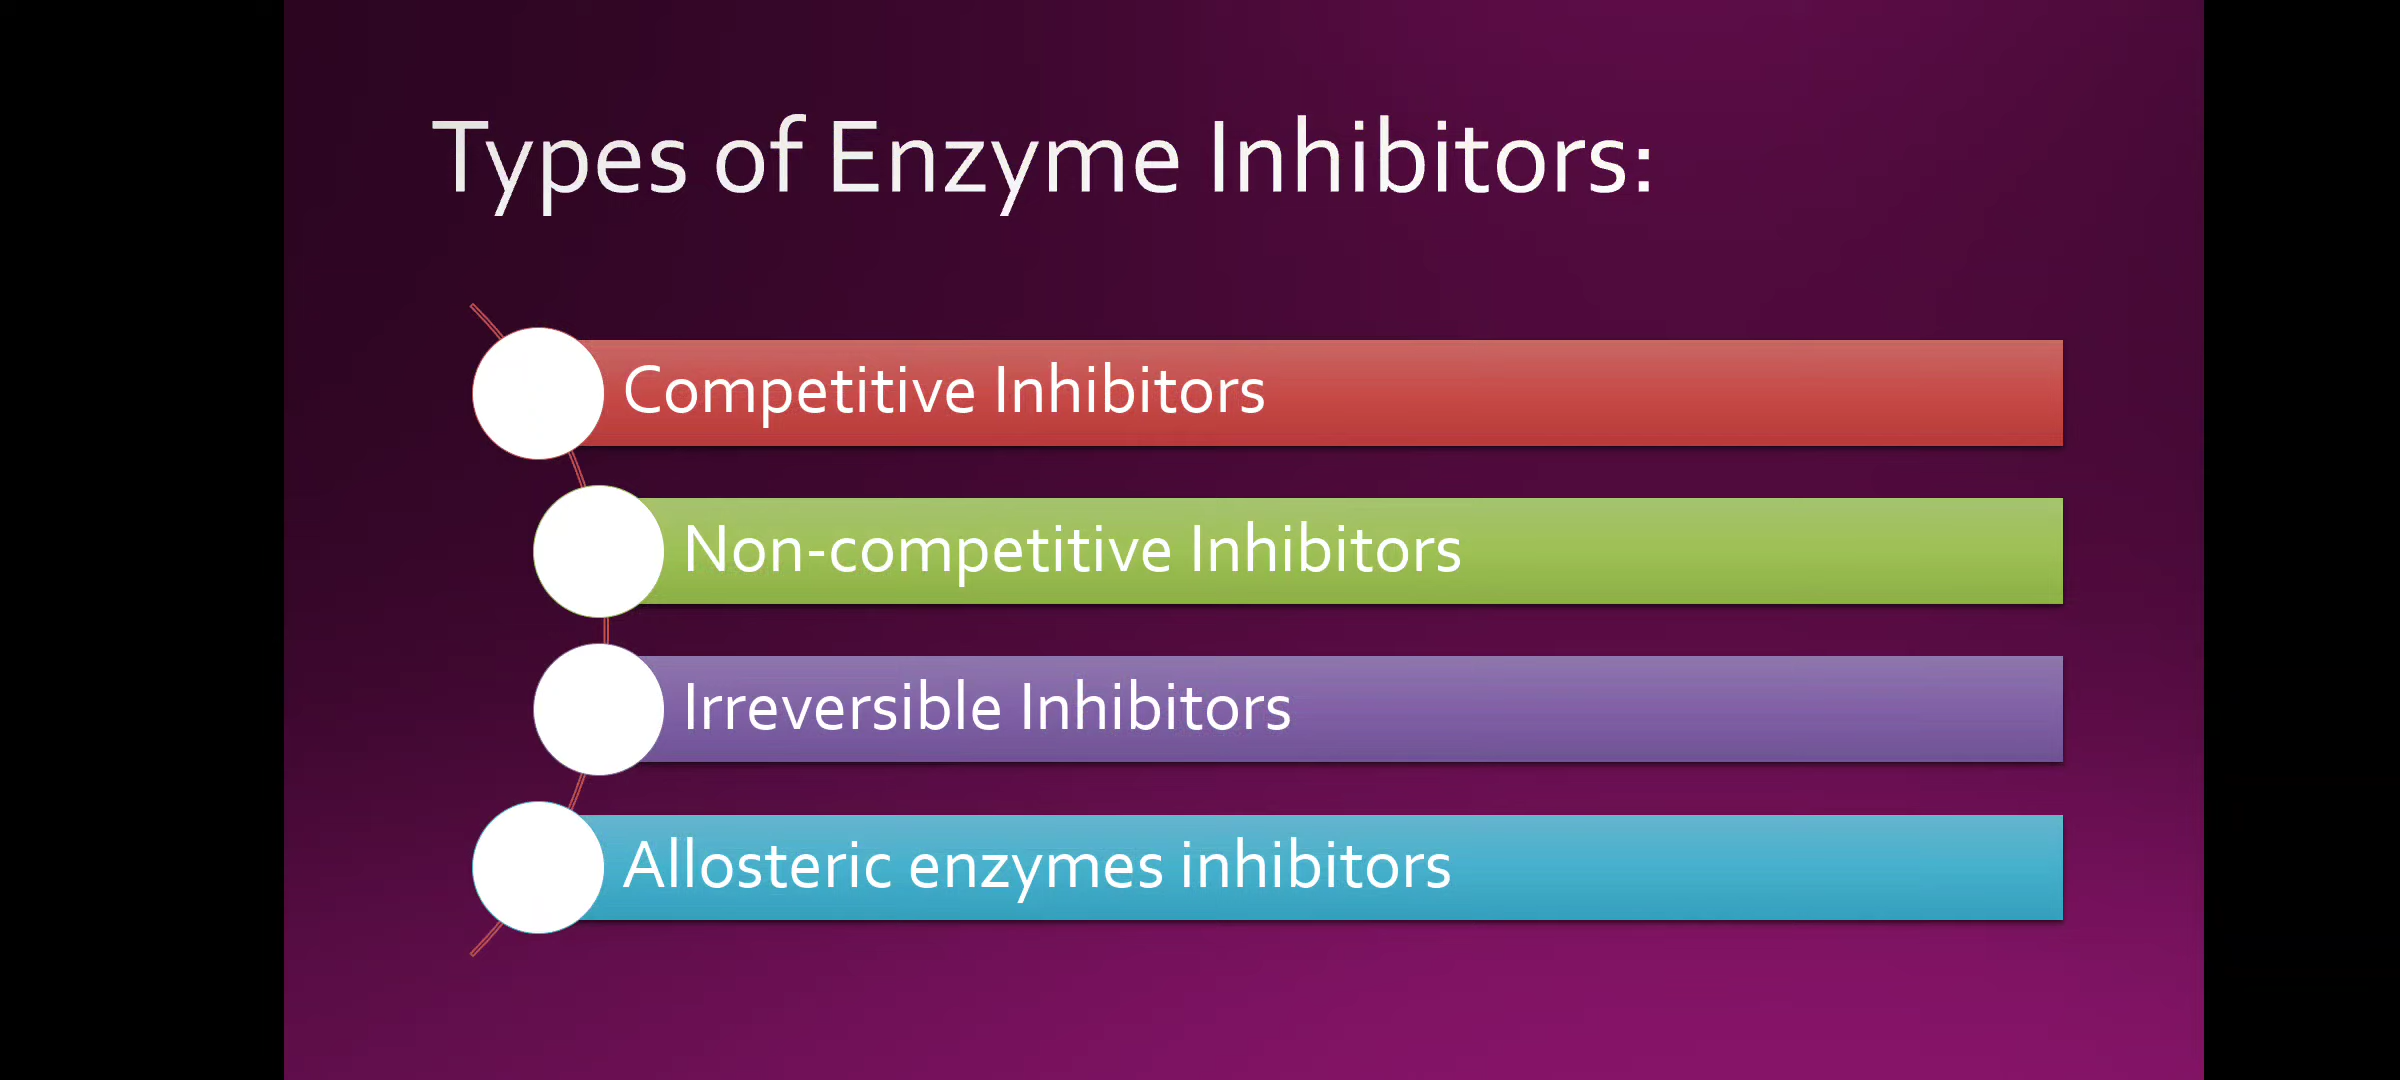 Types of Enzyme Inhibitors:
Competitive Inhibitors
Non-competitive Inhibitors
Irreversible Inhibitors
Allosteric enzymes inhibitors